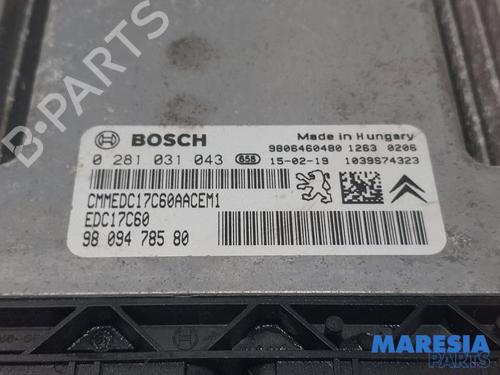 B-PARTS
BOSCH
Made in Hungary
9806460480 1263 0206
0 281 031 043 658 15-02-19 1039S74323
CMMEDC17C60AACEM1
EDC17C60
98 094 785 80
MARESIA
PARTS